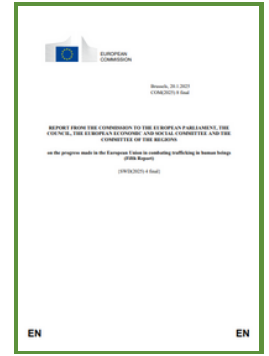 EUROPEAN
COMMISSION
Brussels, 20.1.2025
COM(2025) 8 final
REPORT FROM THE COMMISSION TO THE EUROPEAN PARLIAMENT, THE
COUNCIL, THE EUROPEAN ECONOMIC AND SOCIAL COMMITTEE AND THE
COMMITTEE OF THE REGIONS
on the progress made in the European Union in combatting trafficking in human beings
(Fifth Report)
{SWD(2025) 4 final}
EN
EN